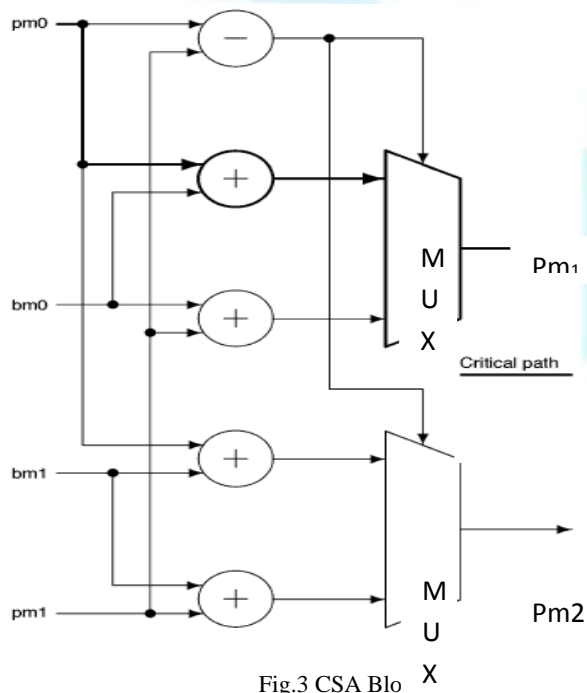 pm0
−
+
M
U
X
Pm₁
bm0
+
Critical path
+
bm1
+
M
U
X
Pm2
pm1
Fig.3 CSA Blo